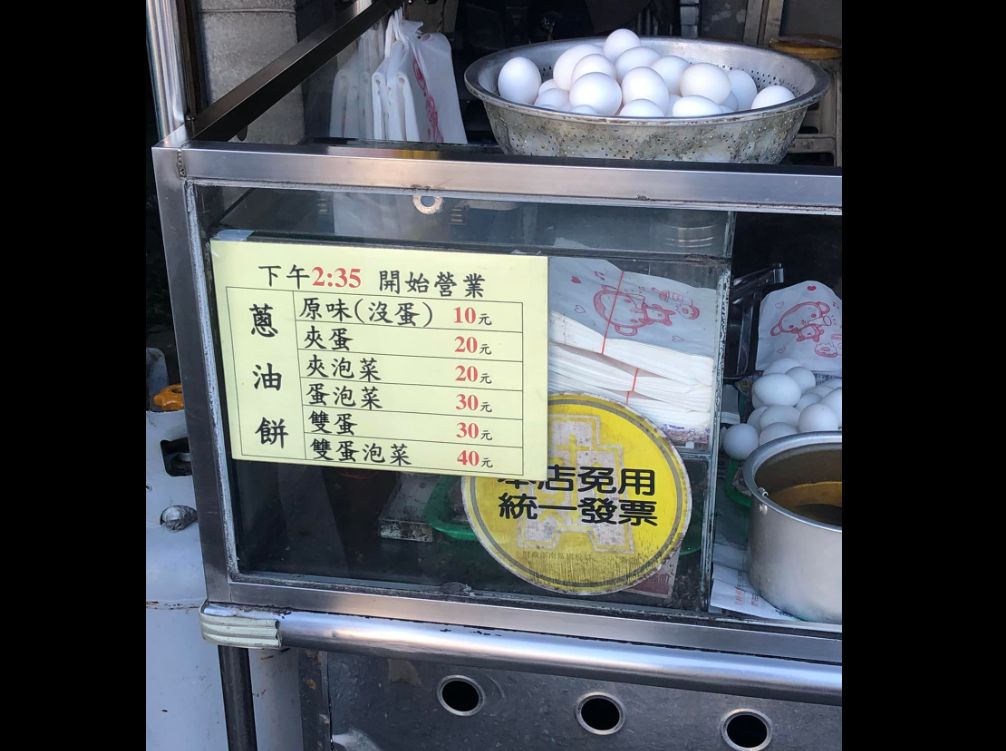 下午2:35 開始營業
蔥油餅
原味(沒蛋) 10元
夾蛋 20元
夾泡菜 20元
蛋泡菜 30元
雙蛋 30元
雙蛋泡菜 40元
本店免用
統一發票